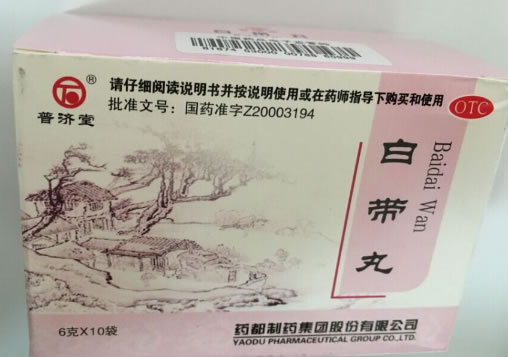 ®
普济堂
请仔细阅读说明书并按说明使用或在药师指导下购买和使用
批准文号：国药准字Z20003194
OTC
白带丸
Baidai Wan
6克X10袋
药都制药集团股份有限公司
YAODU PHARMACEUTICAL GROUP CO.,LTD.